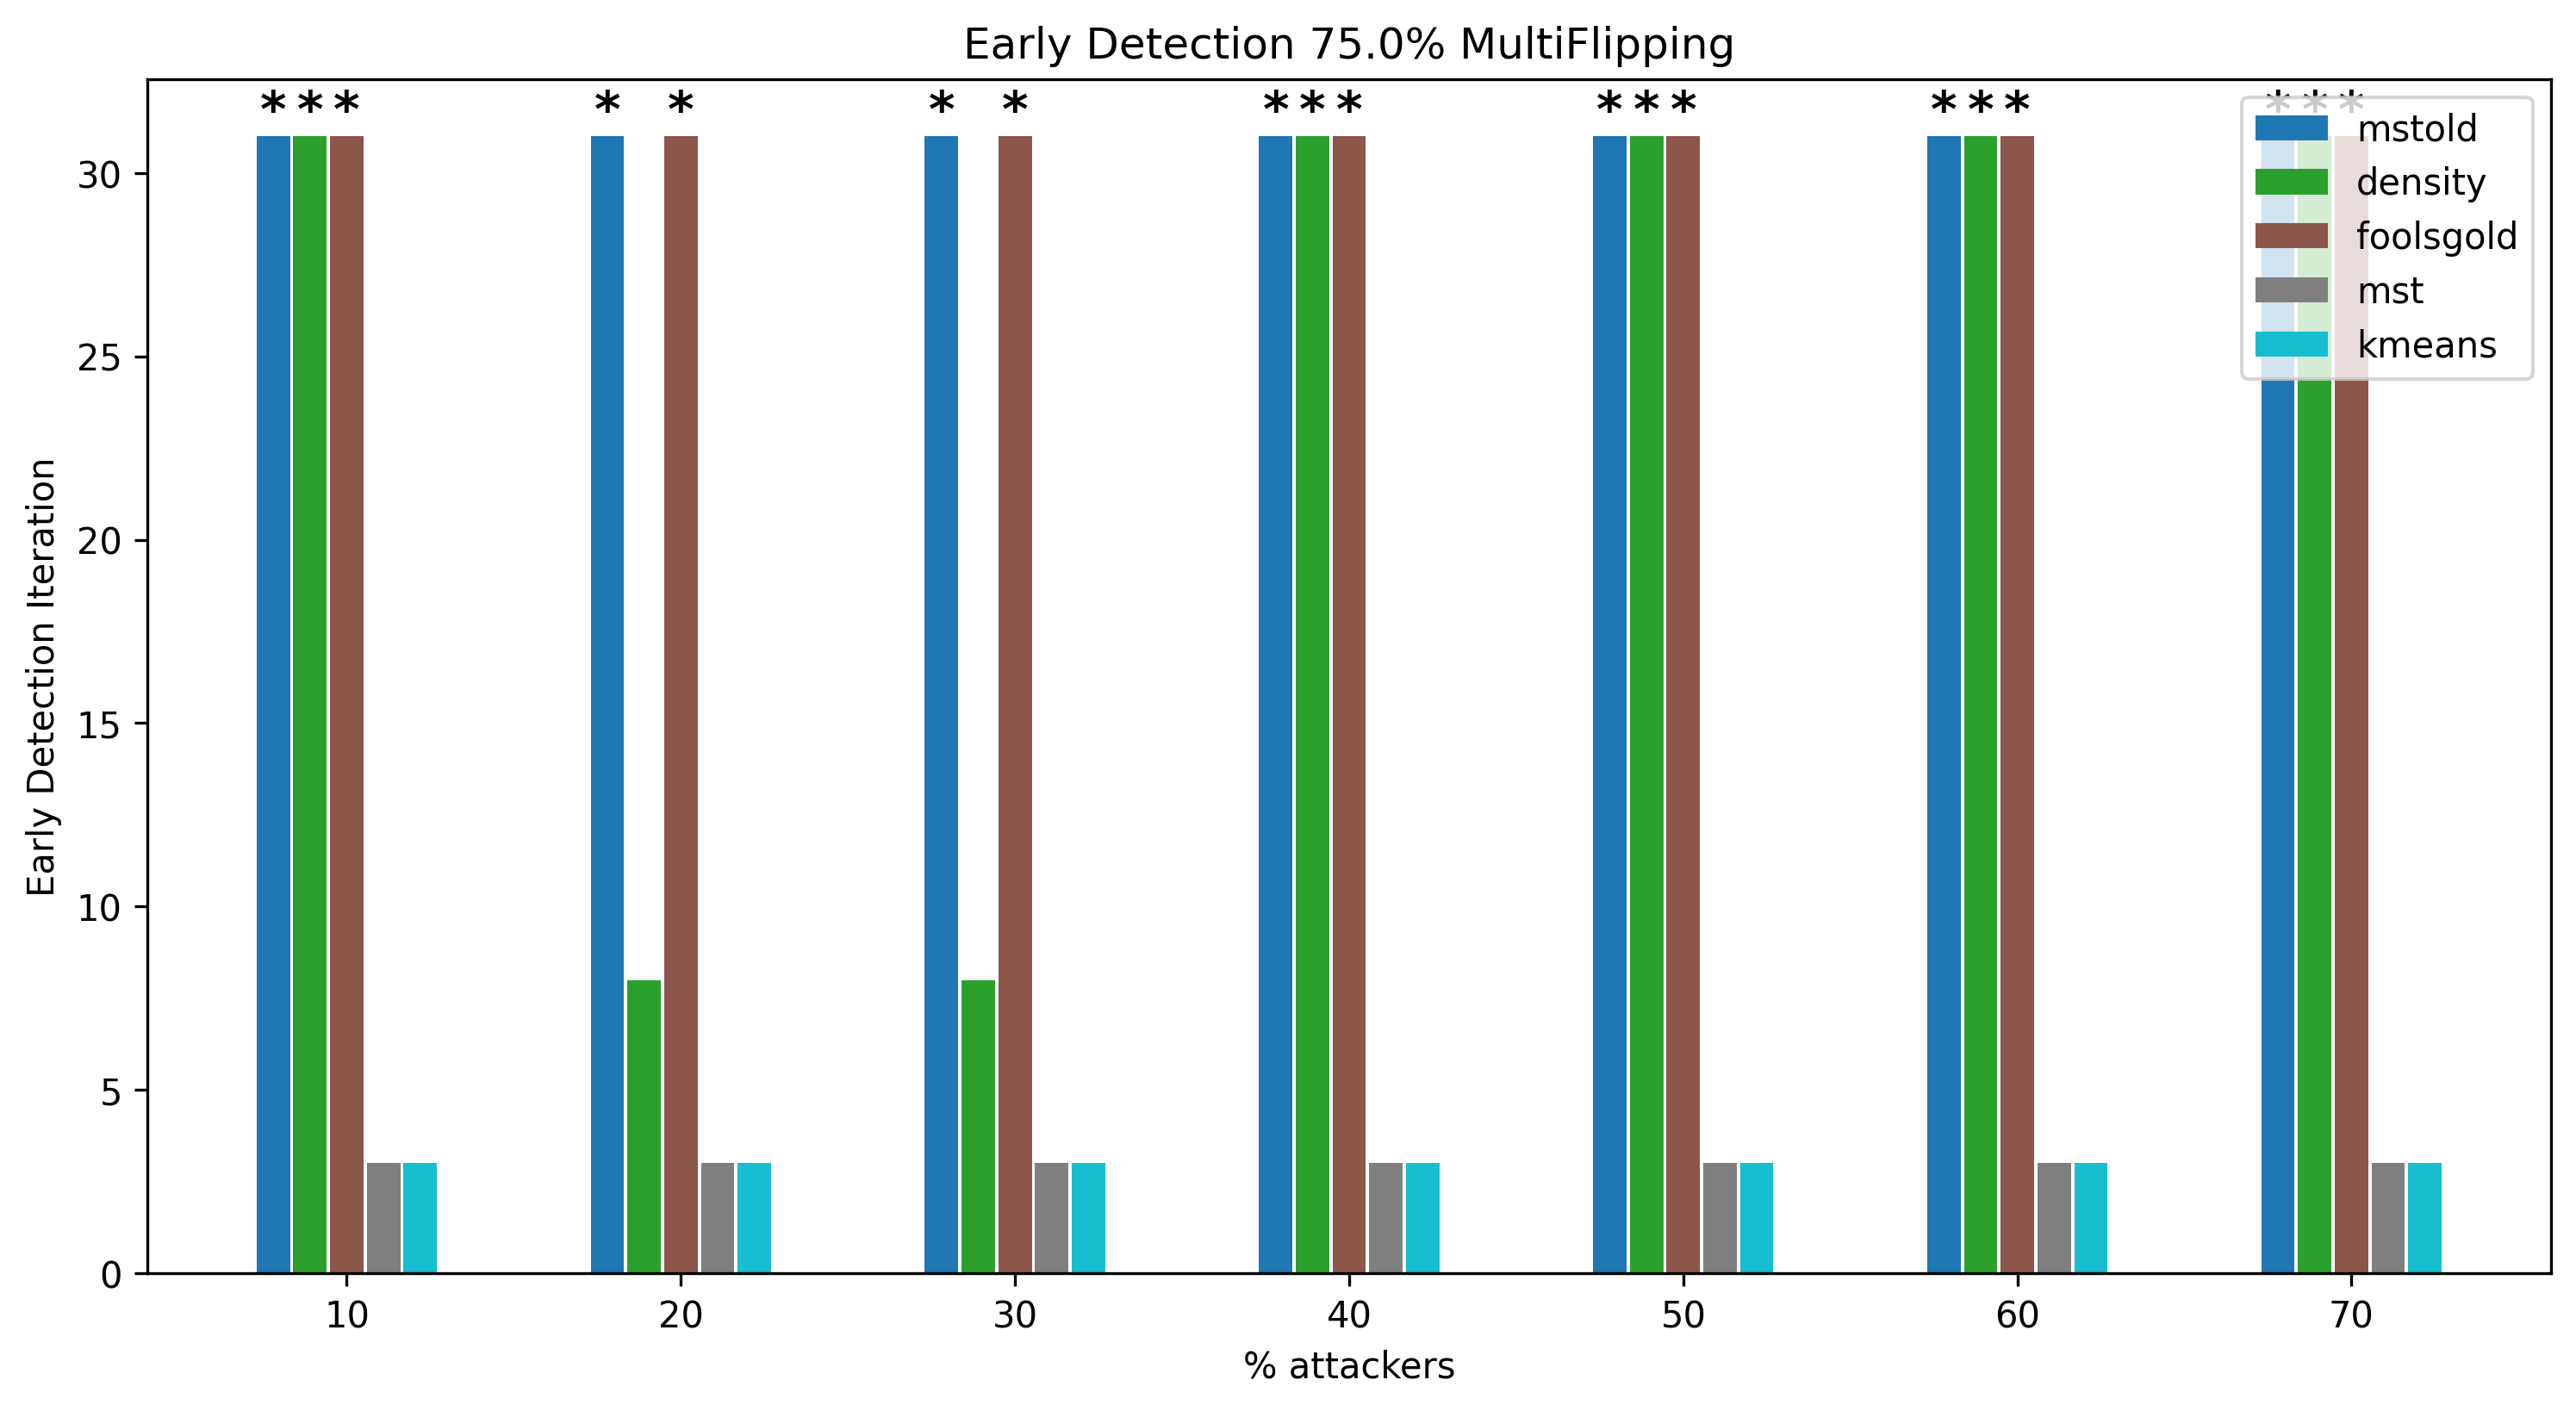 Early Detection 75.0% MultiFlipping
* * * * * * * * * * * * * * * * * * *
mstold
density
foolsgold
mst
kmeans
Early Detection Iteration
30
25
20
15
10
5
0
10 20 30 40 50 60 70
% attackers